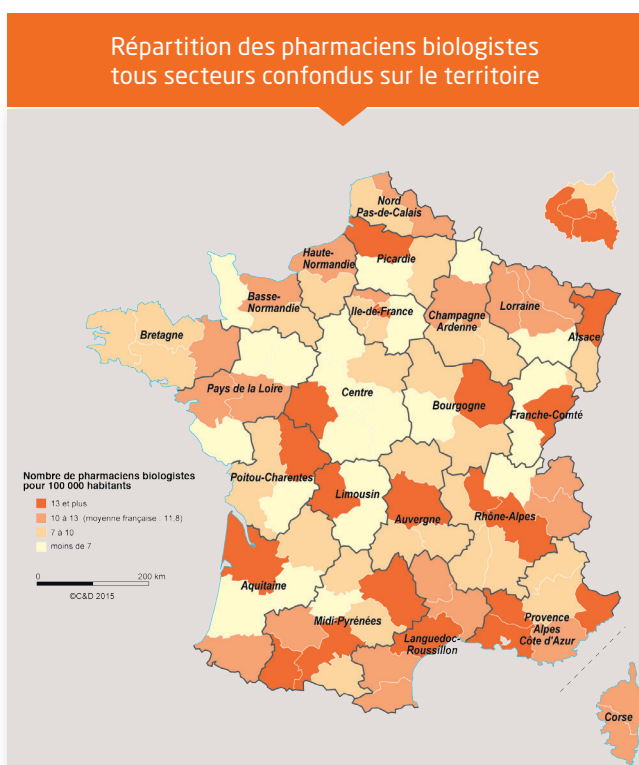 Répartition des pharmaciens biologistes
tous secteurs confondus sur le territoire
Nord
Pas-de-Calais
Haute-
Normandie
Picardie
Basse-
Normandie
Ile-de-France
Champagne
Ardenne
Lorraine
Alsace
Bretagne
Pays de la Loire
Centre
Bourgogne
Franche-Comté
Poitou-Charentes
Limousin
Auvergne
Rhône-Alpes
Aquitaine
Midi-Pyrénées
Languedoc-
Roussillon
Provence
Alpes
Côte d'Azur
Corse
Nombre de pharmaciens biologistes
pour 100 000 habitants
13 et plus
10 à 13 (moyenne française : 11,8)
7 à 10
moins de 7
0 200 km
©C&D 2015